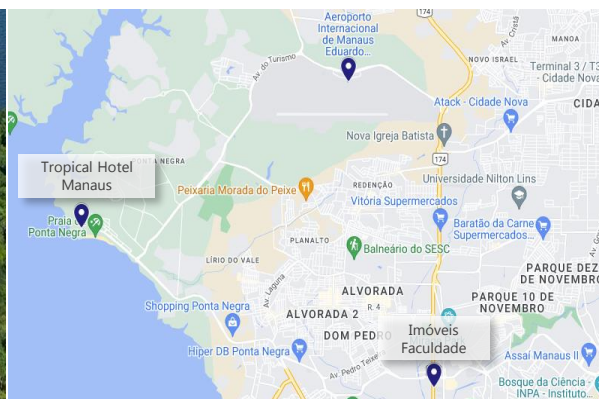 Aeroporto
Internacional
de Manaus
Eduardo...
174
MANOA
NOVO ISRAEL
Av. do Turismo
Terminal 3 / T3
- Cidade Nova
Atack - Cidade Nova
CIDA
Nova Igreja Batista
174
PONTA NEGRA
Tropical Hotel
Manaus
Peixaria Morada do Peixe
REDENÇÃO
Universidade Nilton Lins
Vitória Supermercados
Praia
Ponta Negra
Baratão da Carne
Supermercados...
PLANALTO
Balneário do SESC
LÍRIO DO VALE
PARQUE DEZ
DE NOVEMBRO
Av. Laguna
ALVORADA
PARQUE 10 DE
NOVEMBRO
Shopping Ponta Negra
R. 4
ALVORADA 2
DOM PEDRO
Imóveis
Faculdade
Hiper DB Ponta Negra
Assaí Manaus II
Av. Pedro Teixe
Bosque da Ciência -
INPA - Instituto...